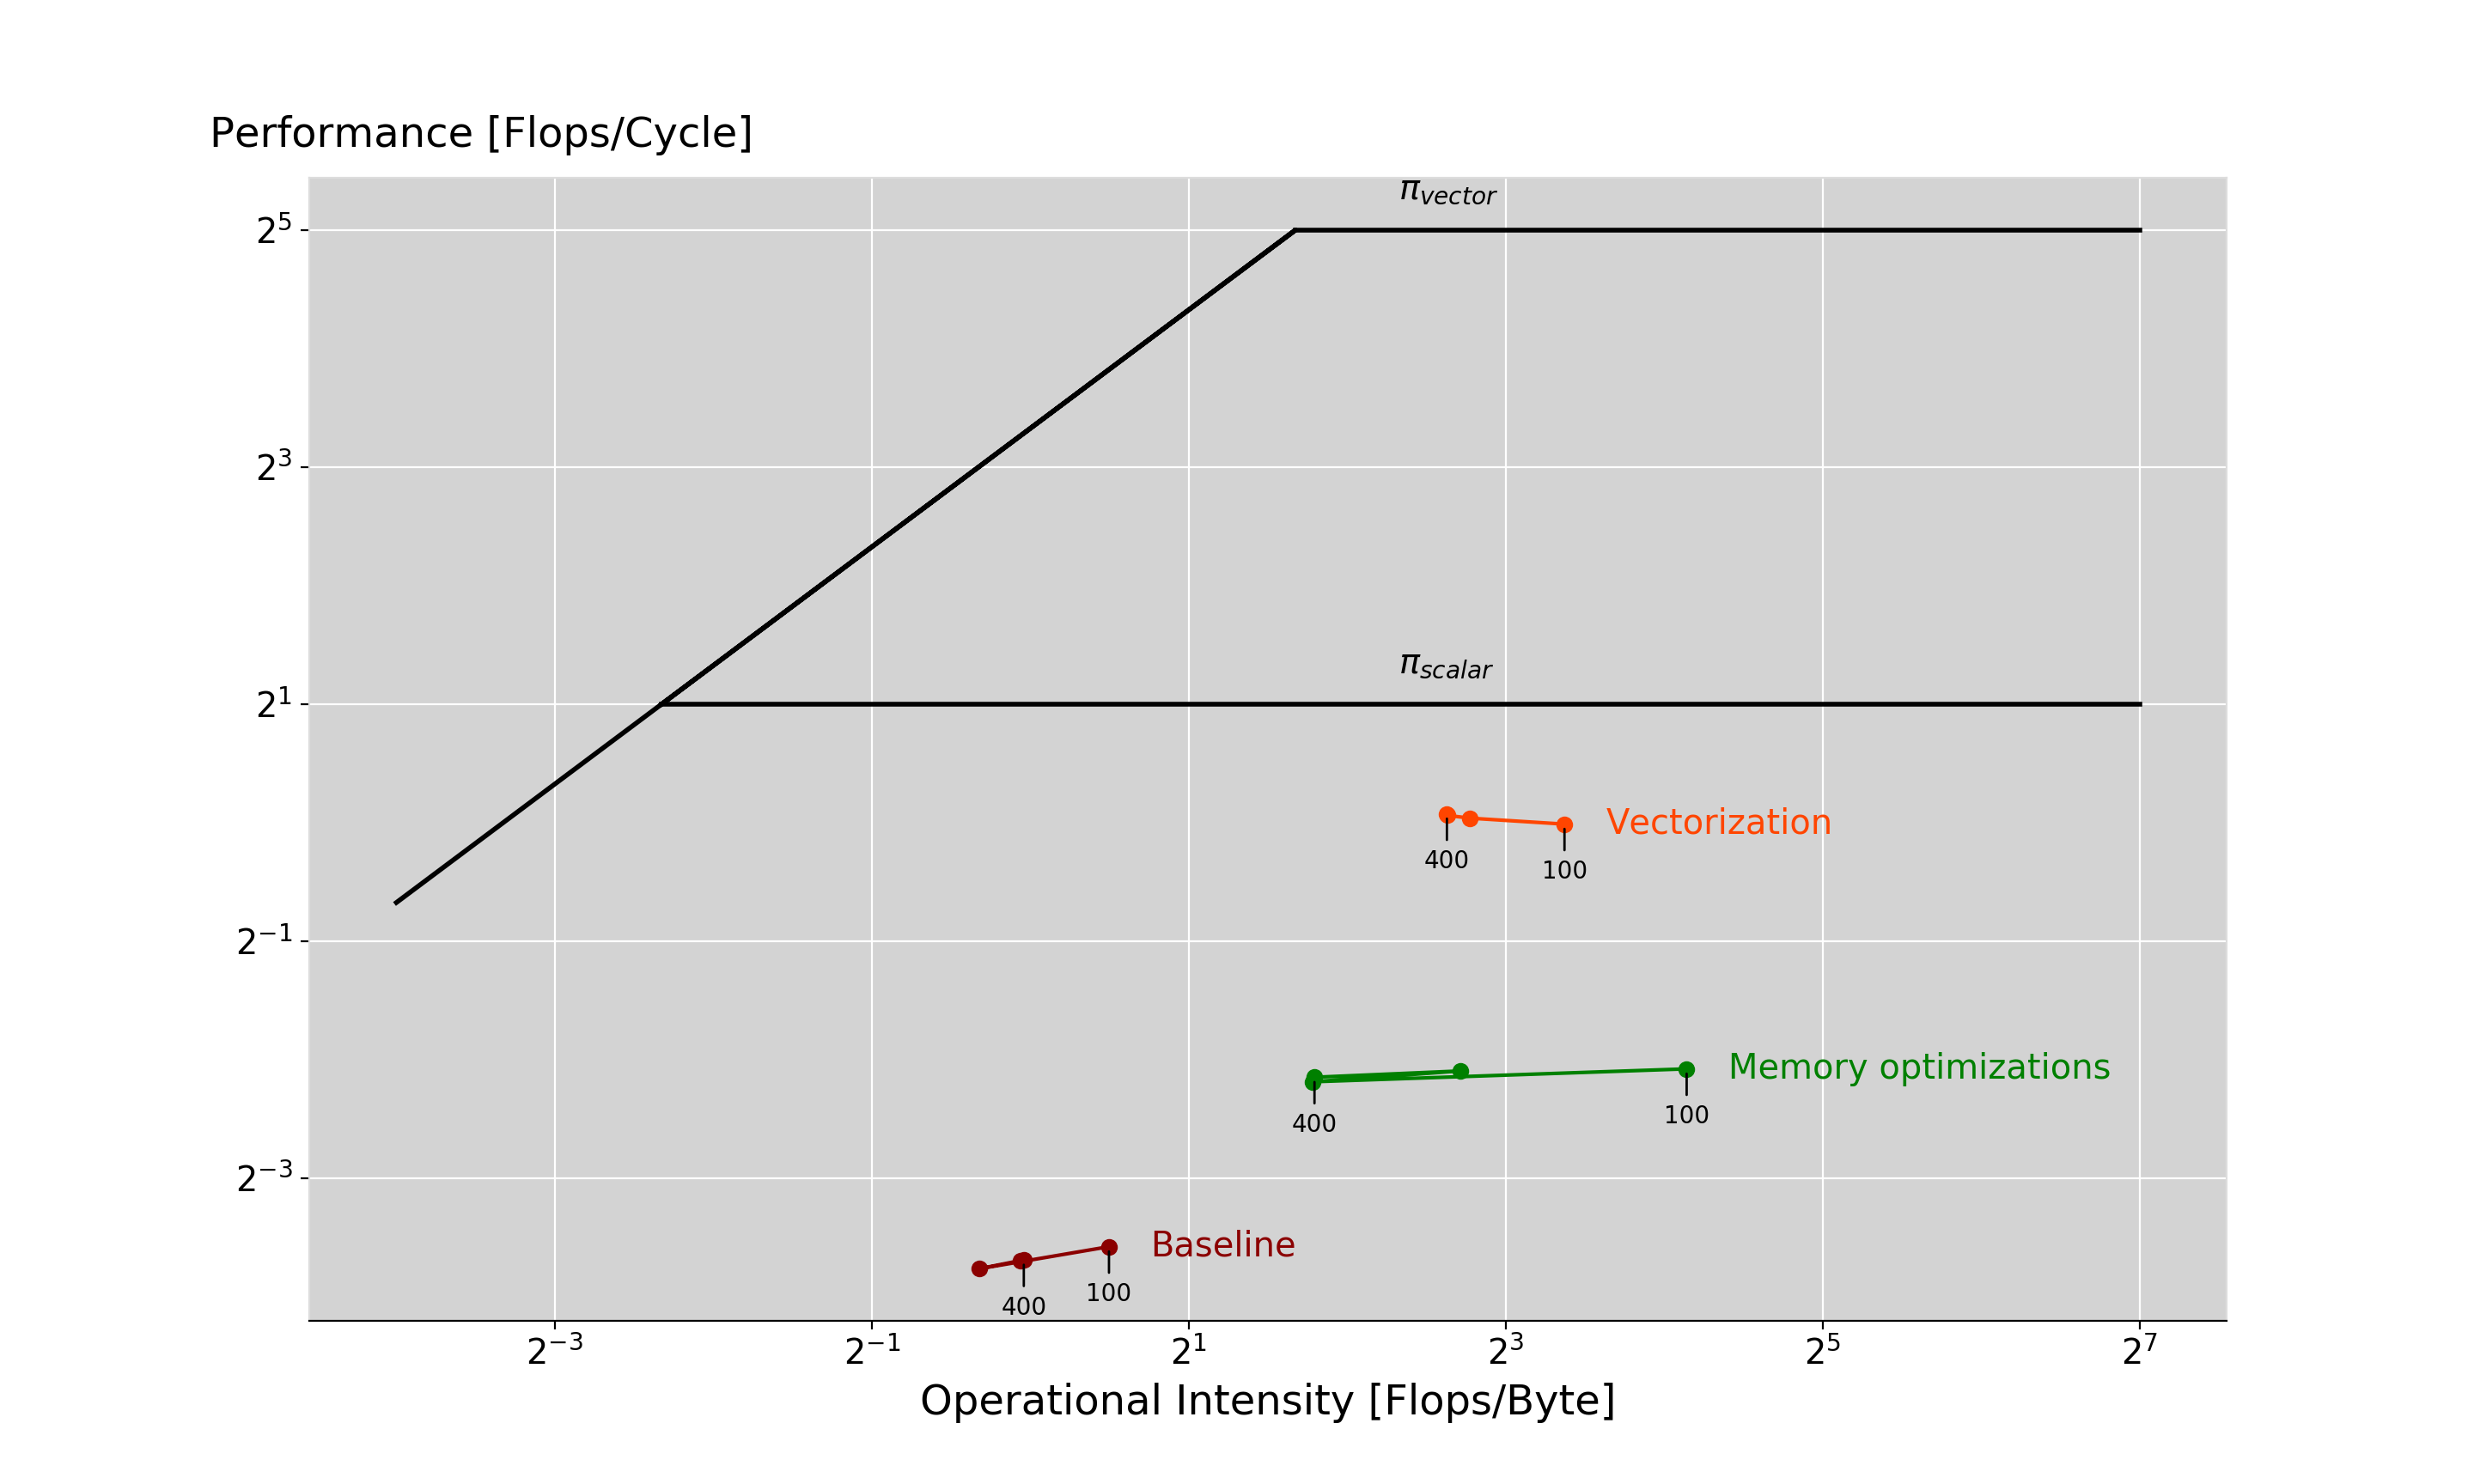 Performance [Flops/Cycle]
π_vector
2^5
2^3
π_scalar
2^1
Vectorization
400
100
2^−1
Memory optimizations
400
100
2^−3
Baseline
400
100
2^−3
2^−1
2^1
2^3
2^5
2^7
Operational Intensity [Flops/Byte]